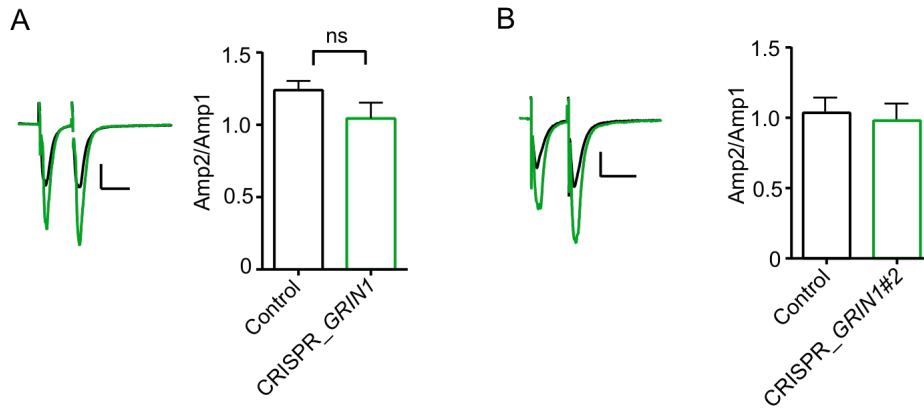 A
ns
1.5
1.0
0.5
0
Amp2/Amp1
Control
CRISPR_GRIN1
B
1.5
1.0
0.5
0
Amp2/Amp1
Control
CRISPR_GRIN1#2